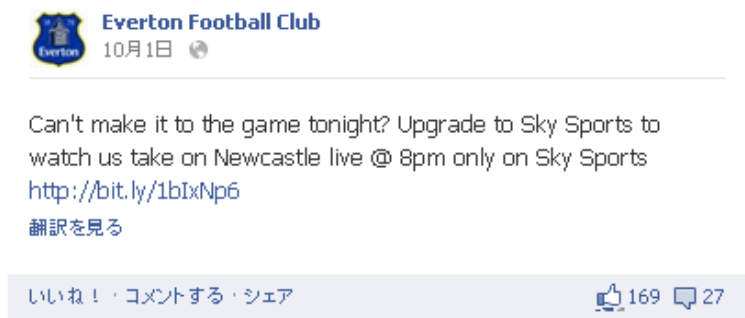 Everton Football Club
10月1日
Everton
Can't make it to the game tonight? Upgrade to Sky Sports to
watch us take on Newcastle live @ 8pm only on Sky Sports
http://bit.ly/1bIxNp6
翻訳を見る
いいね！ · コメントする · シェア 169 27